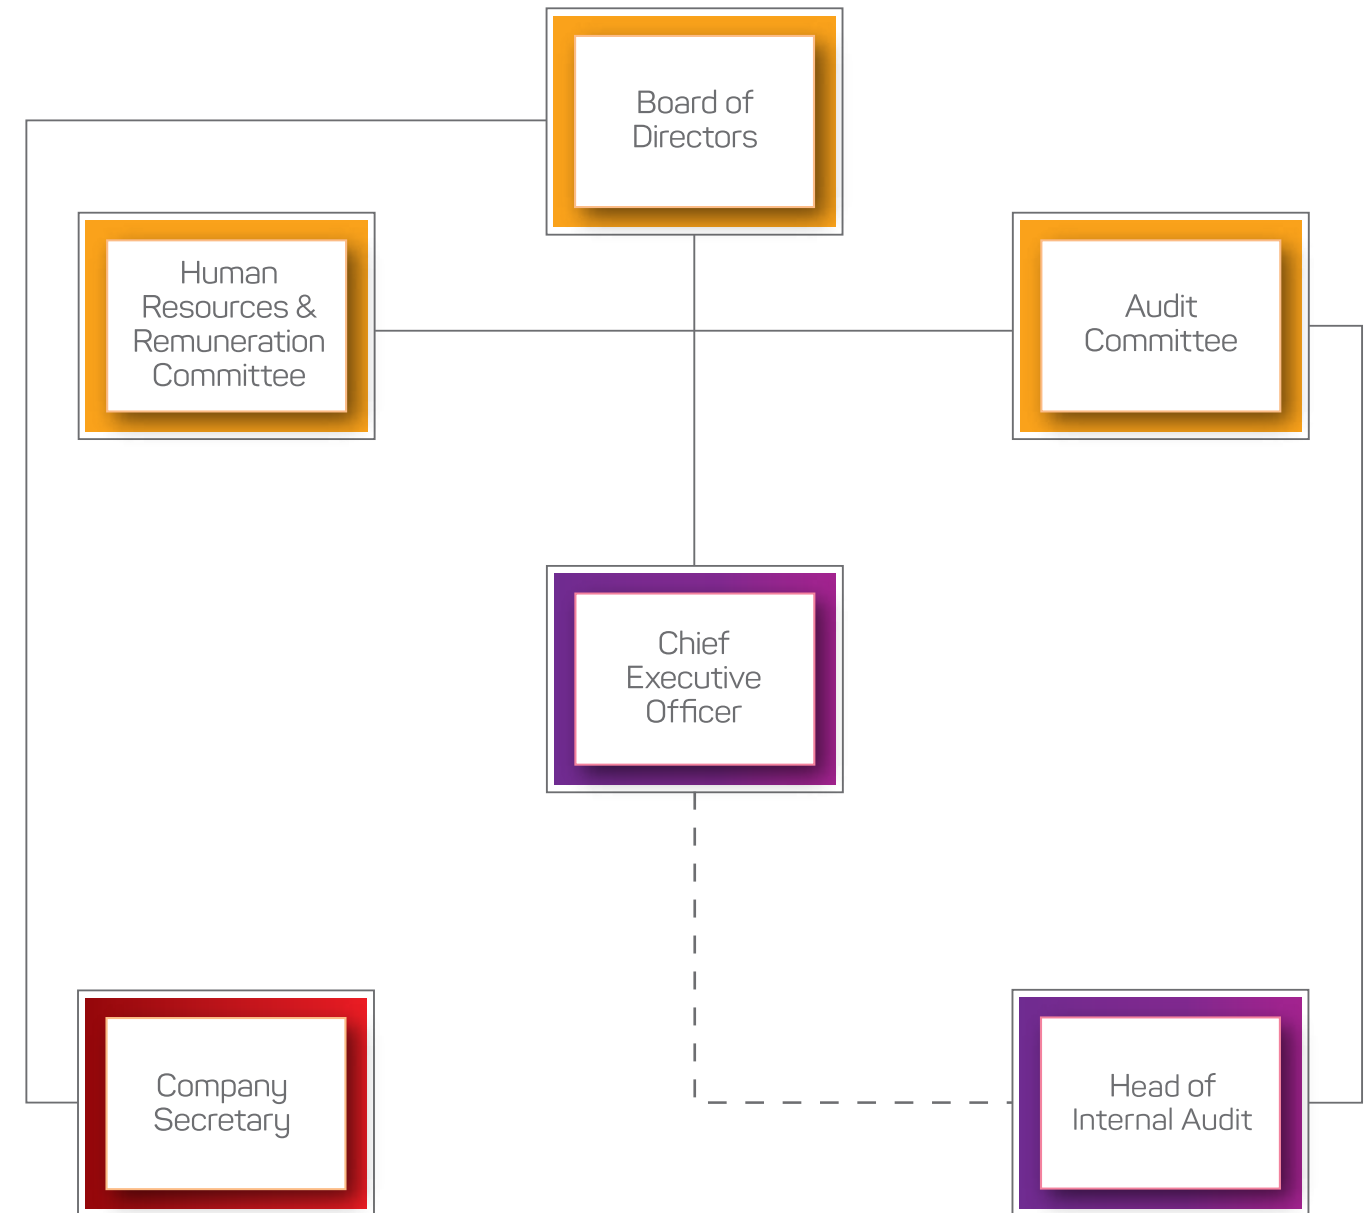 Board of
Directors
Human
Resources &
Remuneration
Committee
Audit
Committee
Chief
Executive
Officer
Company
Secretary
Head of
Internal Audit